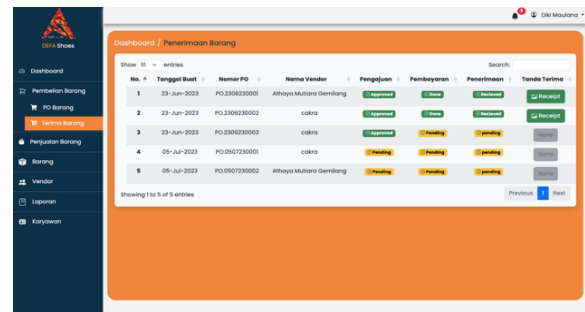 3
Diki Maulana
DEFA Shoes
Dashboard / Penerimaan Barang
Dashboard
Pembelian Barang
PO Barang
Terima Barang
Penjualan Barang
Barang
Vendor
Laporan
Karyawan
Show 10 entries Search:
No. Tanggal Buat Nomer PO Nama Vendor Pengajuan Pembayaran Penerimaan Tanda Terima
1 23-Jun-2023 PO.2306230001 Athaya Mutiara Gemilang Approved Done Recieved Receipt
2 23-Jun-2023 PO.2306230002 cakra Approved Done Recieved Receipt
3 23-Jun-2023 PO.2306230003 cakra Approved Pending pending None
4 05-Jul-2023 PO.0507230001 cakra Pending Pending pending None
5 05-Jul-2023 PO.0507230002 Athaya Mutiara Gemilang Pending Pending pending None
Showing 1 to 5 of 5 entries
Previous 1 Next